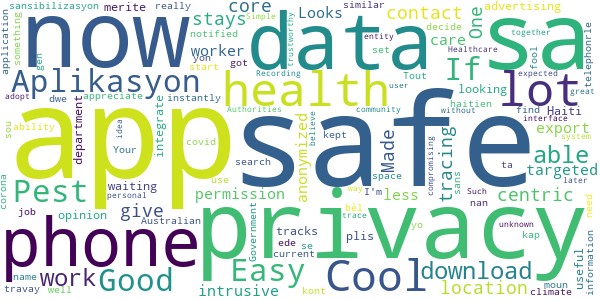 sansibilizasyon merite really core stays Looks contact One advertising similar set decide together
application something gen now yon worker notified data care If sa Simple trustworthy entity Healthcare telephonrle
Aplikasyon start got health Recording Authorities Tout looking lot fool expected great
adopt dwe appreciate instantly user find Haiti interface
sou ability department Your idea integrate covid app safe anonymized community believe kept haitien without able export system
corona Pest waiting search permission Made tracing ta targeted later
job opinion give privacy less space I'm compromising sans centric Such nan unknown
Australian personal use Government bèl way trace yo kap need
phone tracks plis useful information
name work Good Easy ede se Cool download moun
travay well intrusive current kont location climate